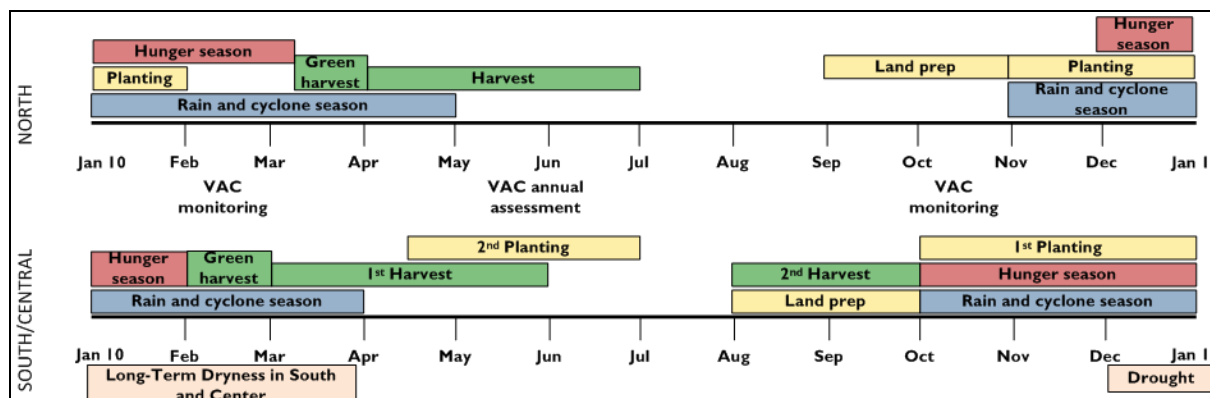 NORTH
Hunger season
Hunger
season
Green
harvest
Planting
Harvest
Land prep
Planting
Rain and cyclone season
Rain and cyclone
season
Jan 10 Feb Mar Apr May Jun Jul Aug Sep Oct Nov Dec Jan 1
VAC
monitoring
VAC annual
assessment
VAC
monitoring
SOUTH/CENTRAL
2nd Planting
1st Planting
Hunger
season
Green
harvest
1st Harvest
2nd Harvest
Hunger season
Rain and cyclone season
Land prep
Rain and cyclone season
Jan 10 Feb Mar Apr May Jun Jul Aug Sep Oct Nov Dec Jan 1
Long-Term Dryness in South
and Center
Drought